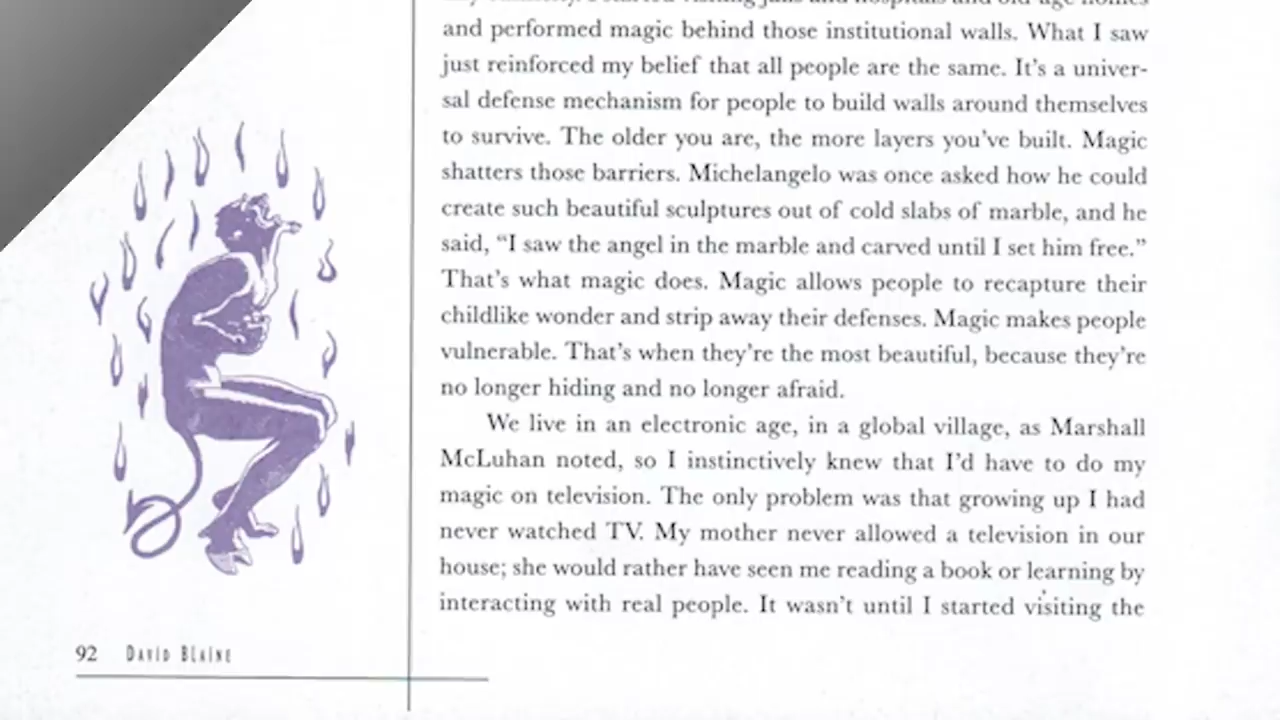 and performed magic behind those institutional walls. What I saw
just reinforced my belief that all people are the same. It's a univer-
sal defense mechanism for people to build walls around themselves
to survive. The older you are, the more layers you've built. Magic
shatters those barriers. Michelangelo was once asked how he could
create such beautiful sculptures out of cold slabs of marble, and he
said, "I saw the angel in the marble and carved until I set him free."
That's what magic does. Magic allows people to recapture their
childlike wonder and strip away their defenses. Magic makes people
vulnerable. That's when they're the most beautiful, because they're
no longer hiding and no longer afraid.
We live in an electronic age, in a global village, as Marshall
McLuhan noted, so I instinctively knew that I'd have to do my
magic on television. The only problem was that growing up I had
never watched TV. My mother never allowed a television in our
house; she would rather have seen me reading a book or learning by
interacting with real people. It wasn't until I started visiting the
92 DAVID BLAINE